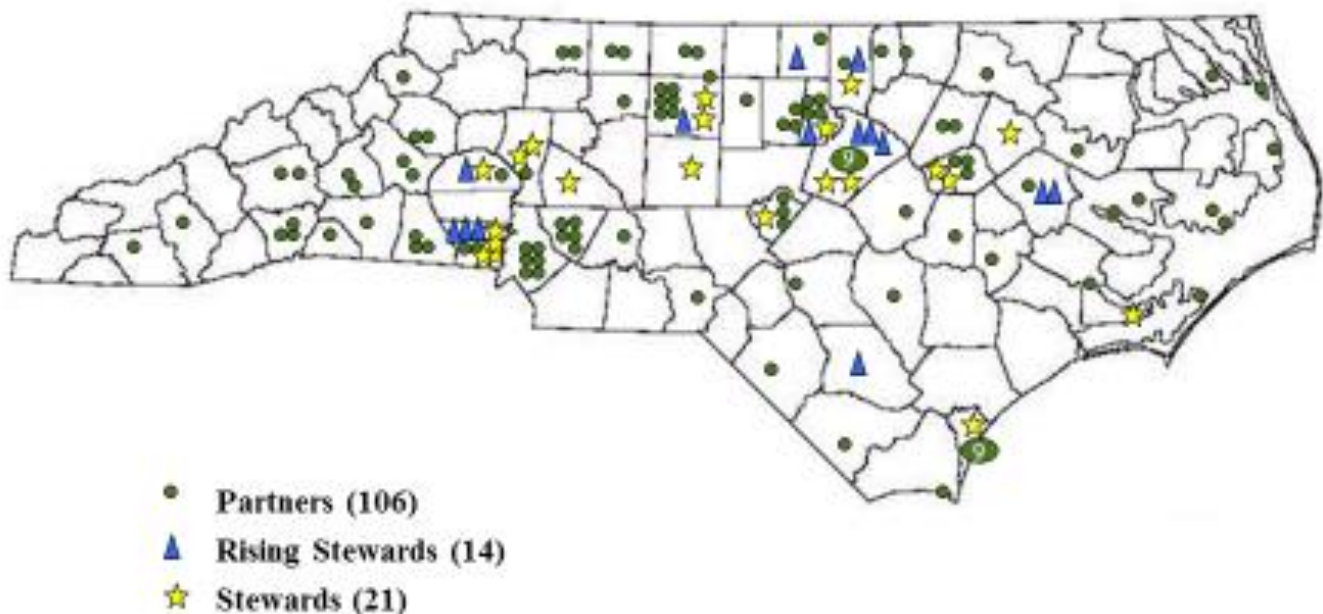 9
9
Partners (106)
Rising Stewards (14)
Stewards (21)